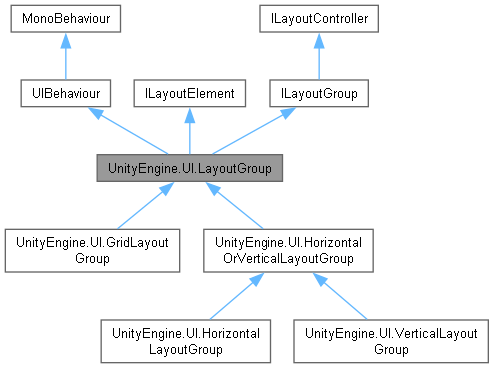 MonoBehaviour
ILayoutController
UIBehaviour
ILayoutElement
ILayoutGroup
UnityEngine.UI.LayoutGroup
UnityEngine.UI.GridLayout
Group
UnityEngine.UI.Horizontal
OrVerticalLayoutGroup
UnityEngine.UI.Horizontal
LayoutGroup
UnityEngine.UI.VerticalLayout
Group